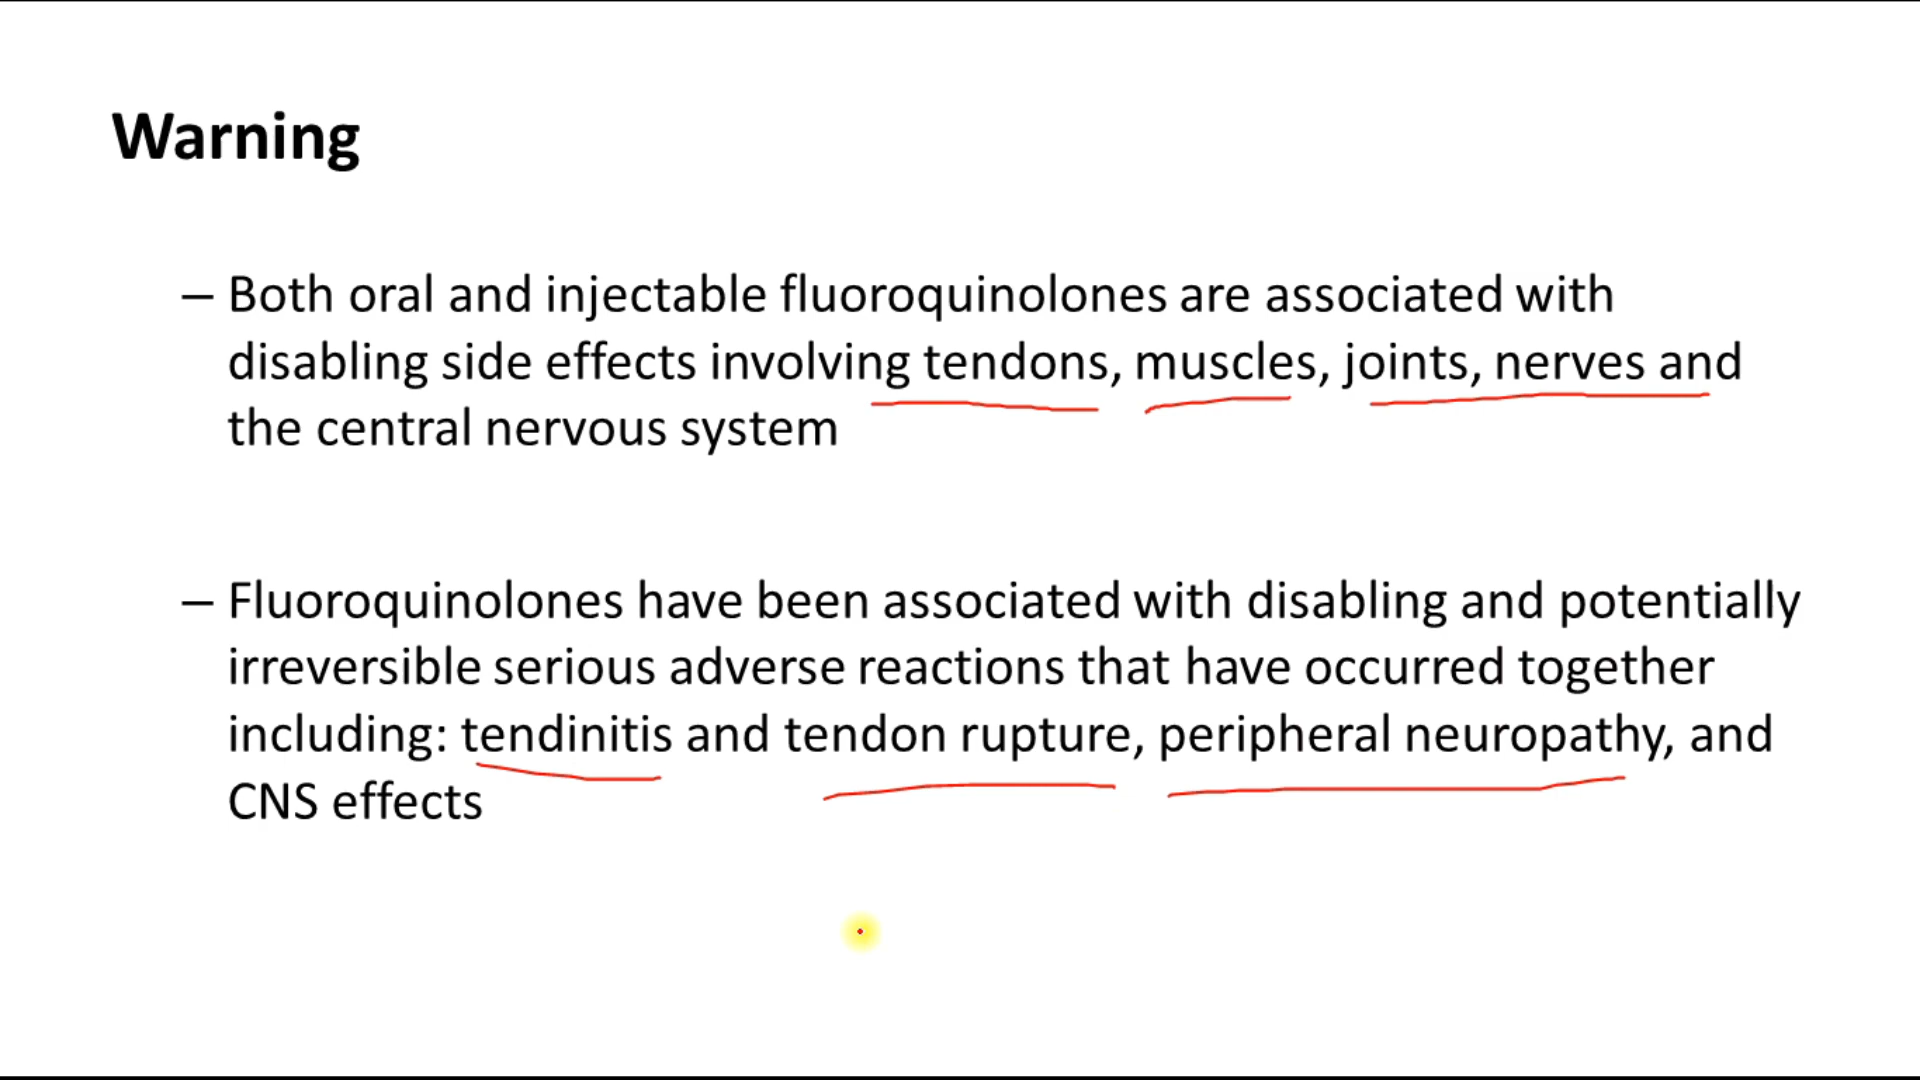 Warning
– Both oral and injectable fluoroquinolones are associated with
disabling side effects involving tendons, muscles, joints, nerves and
the central nervous system
– Fluoroquinolones have been associated with disabling and potentially
irreversible serious adverse reactions that have occurred together
including: tendinitis and tendon rupture, peripheral neuropathy, and
CNS effects